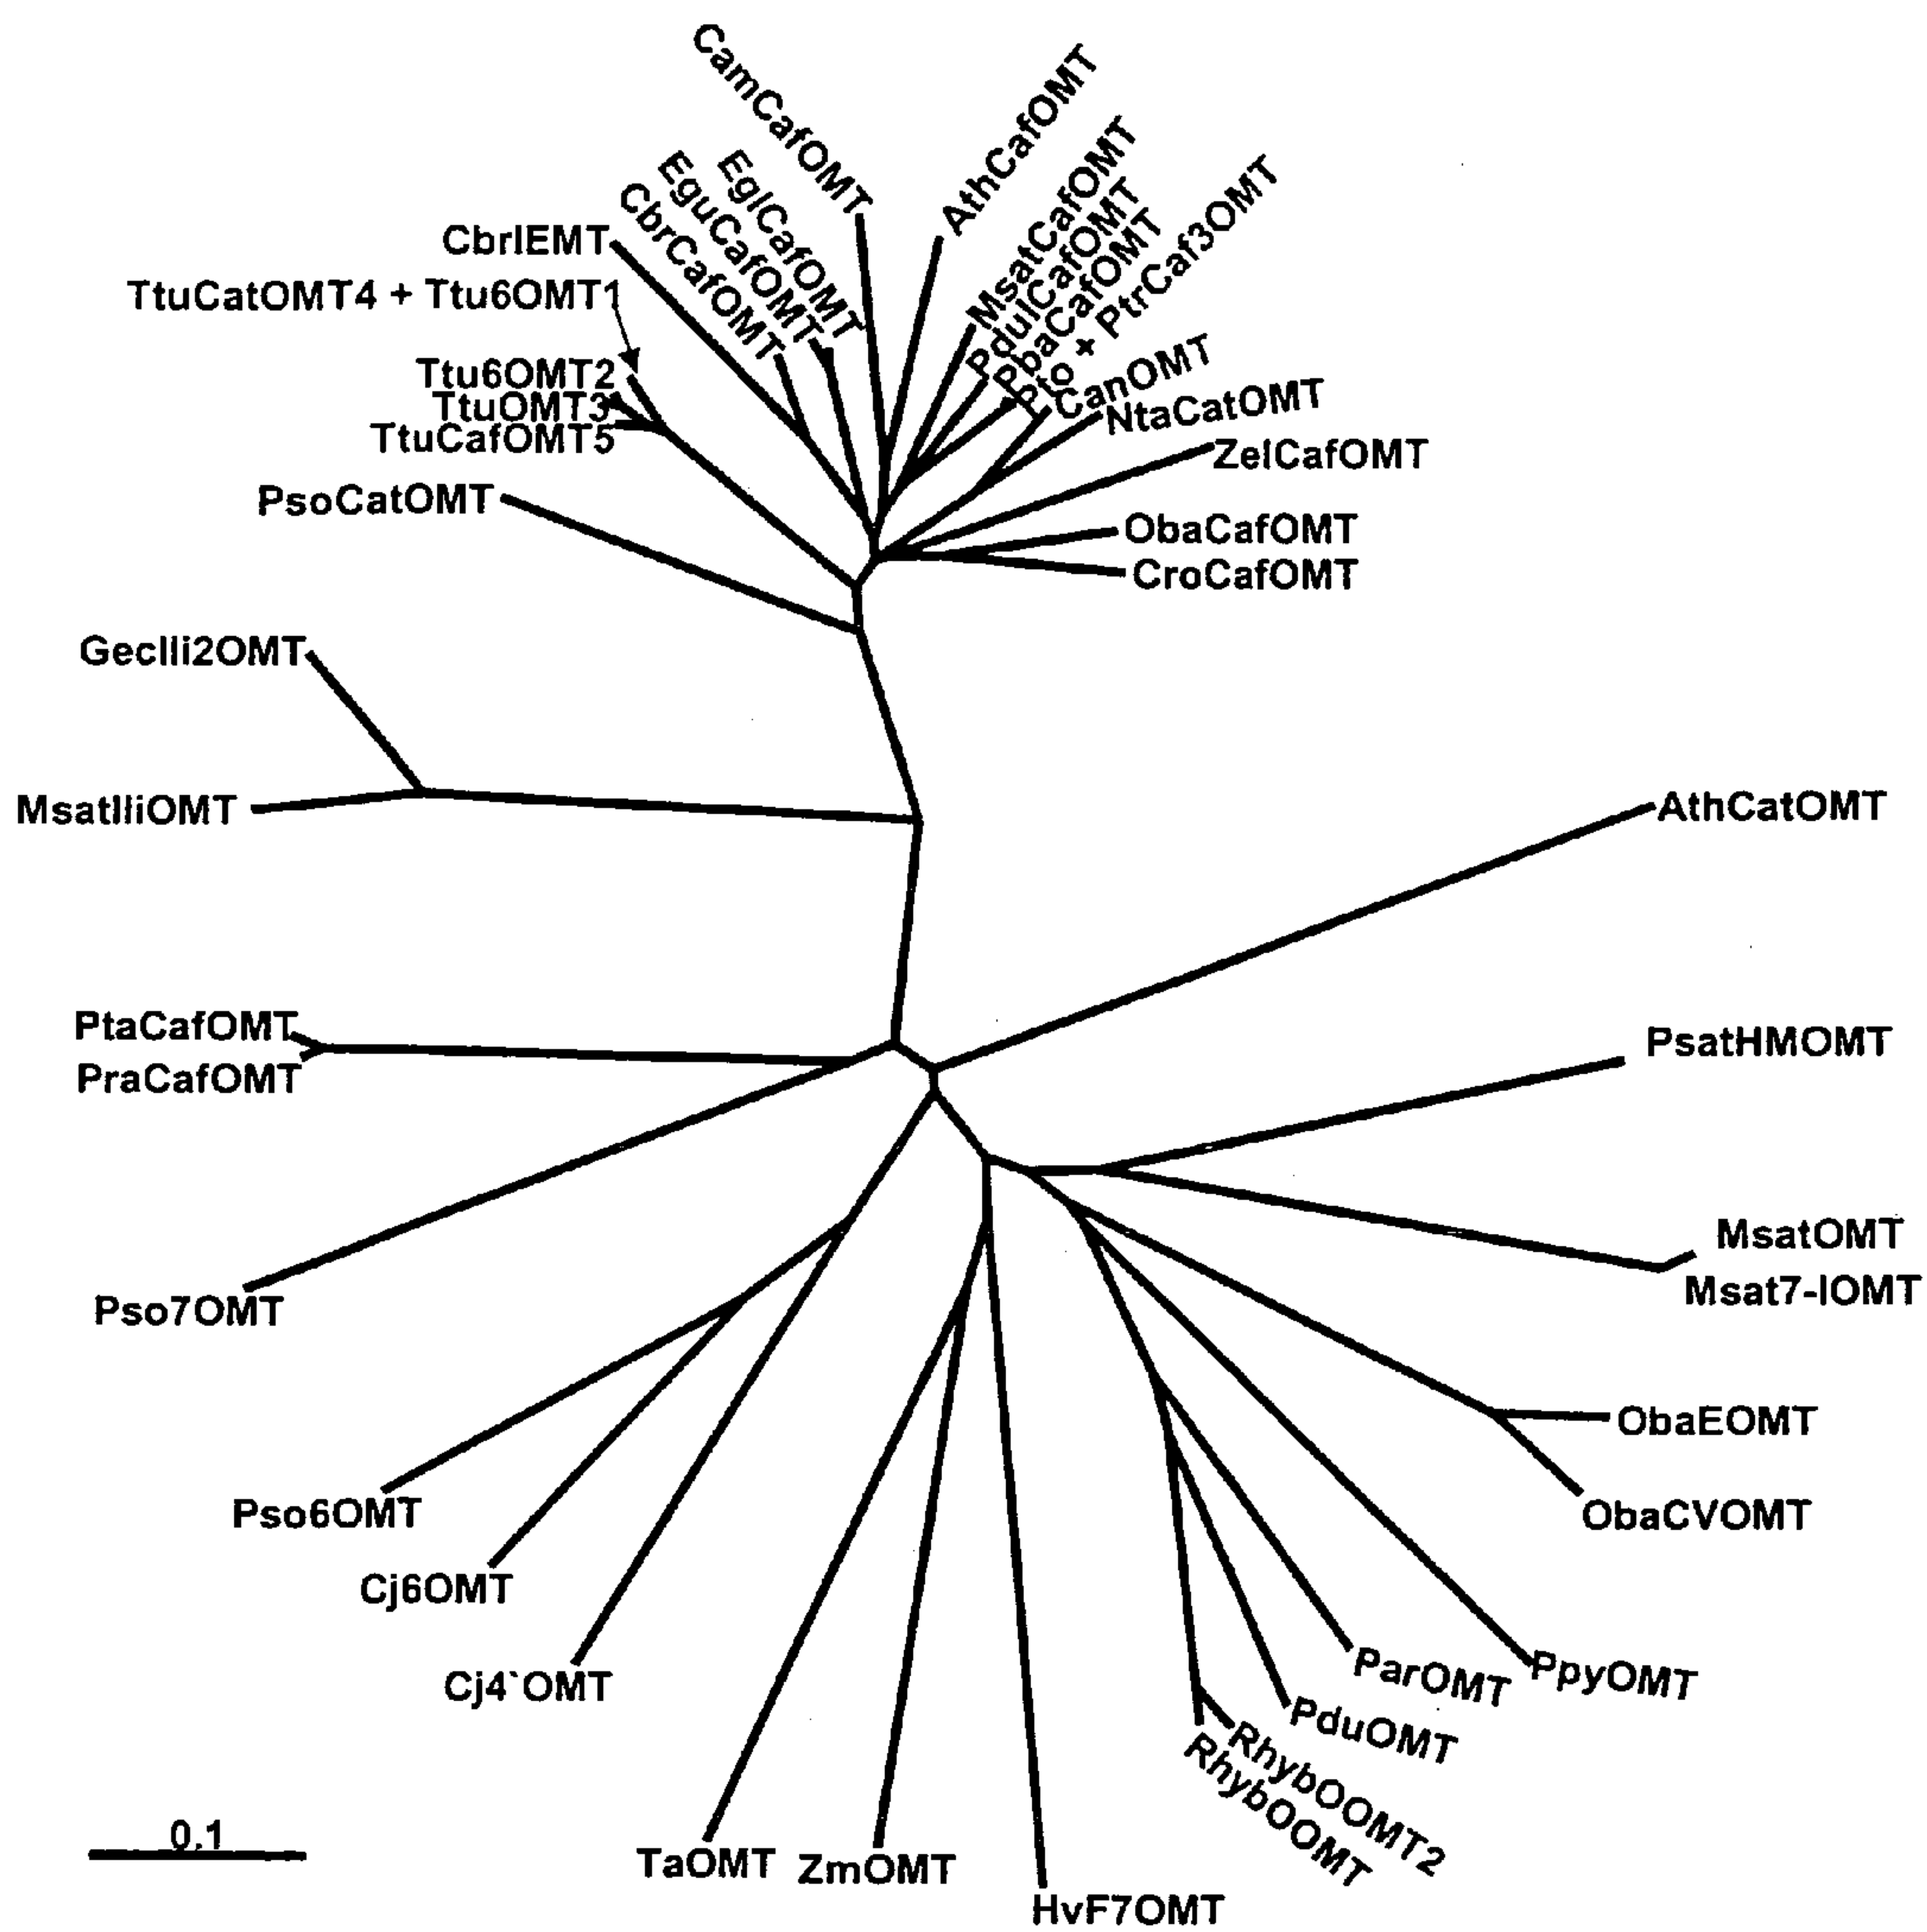 CamCafOMT
AthCafOMT
MsatCafOMT
PdulCafOMT
PbaCafOMT
Pto + PtrCaf3OMT
EglCafOMT
EguCafOMT
CbrCafOMT
CbrIEMT
TtuCatOMT4 + Ttu6OMT1
CanOMT
NtaCatOMT
Ttu6OMT2
TtuOMT3
TtuCafOMT5
ZelCafOMT
PsoCatOMT
ObaCafOMT
CroCafOMT
GecIIi2OMT
MsatIIiOMT
AthCatOMT
PtaCafOMT
PraCafOMT
PsatHMOMT
MsatOMT
Msat7-IOMT
Pso7OMT
ObaEOMT
ObaCVOMT
Pso6OMT
Cj6OMT
Cj4`OMT
ParOMT
PpyOMT
PduOMT
RhybOOMT2
RhybOOMT
0.1
TaOMT
ZmOMT
HvF7OMT